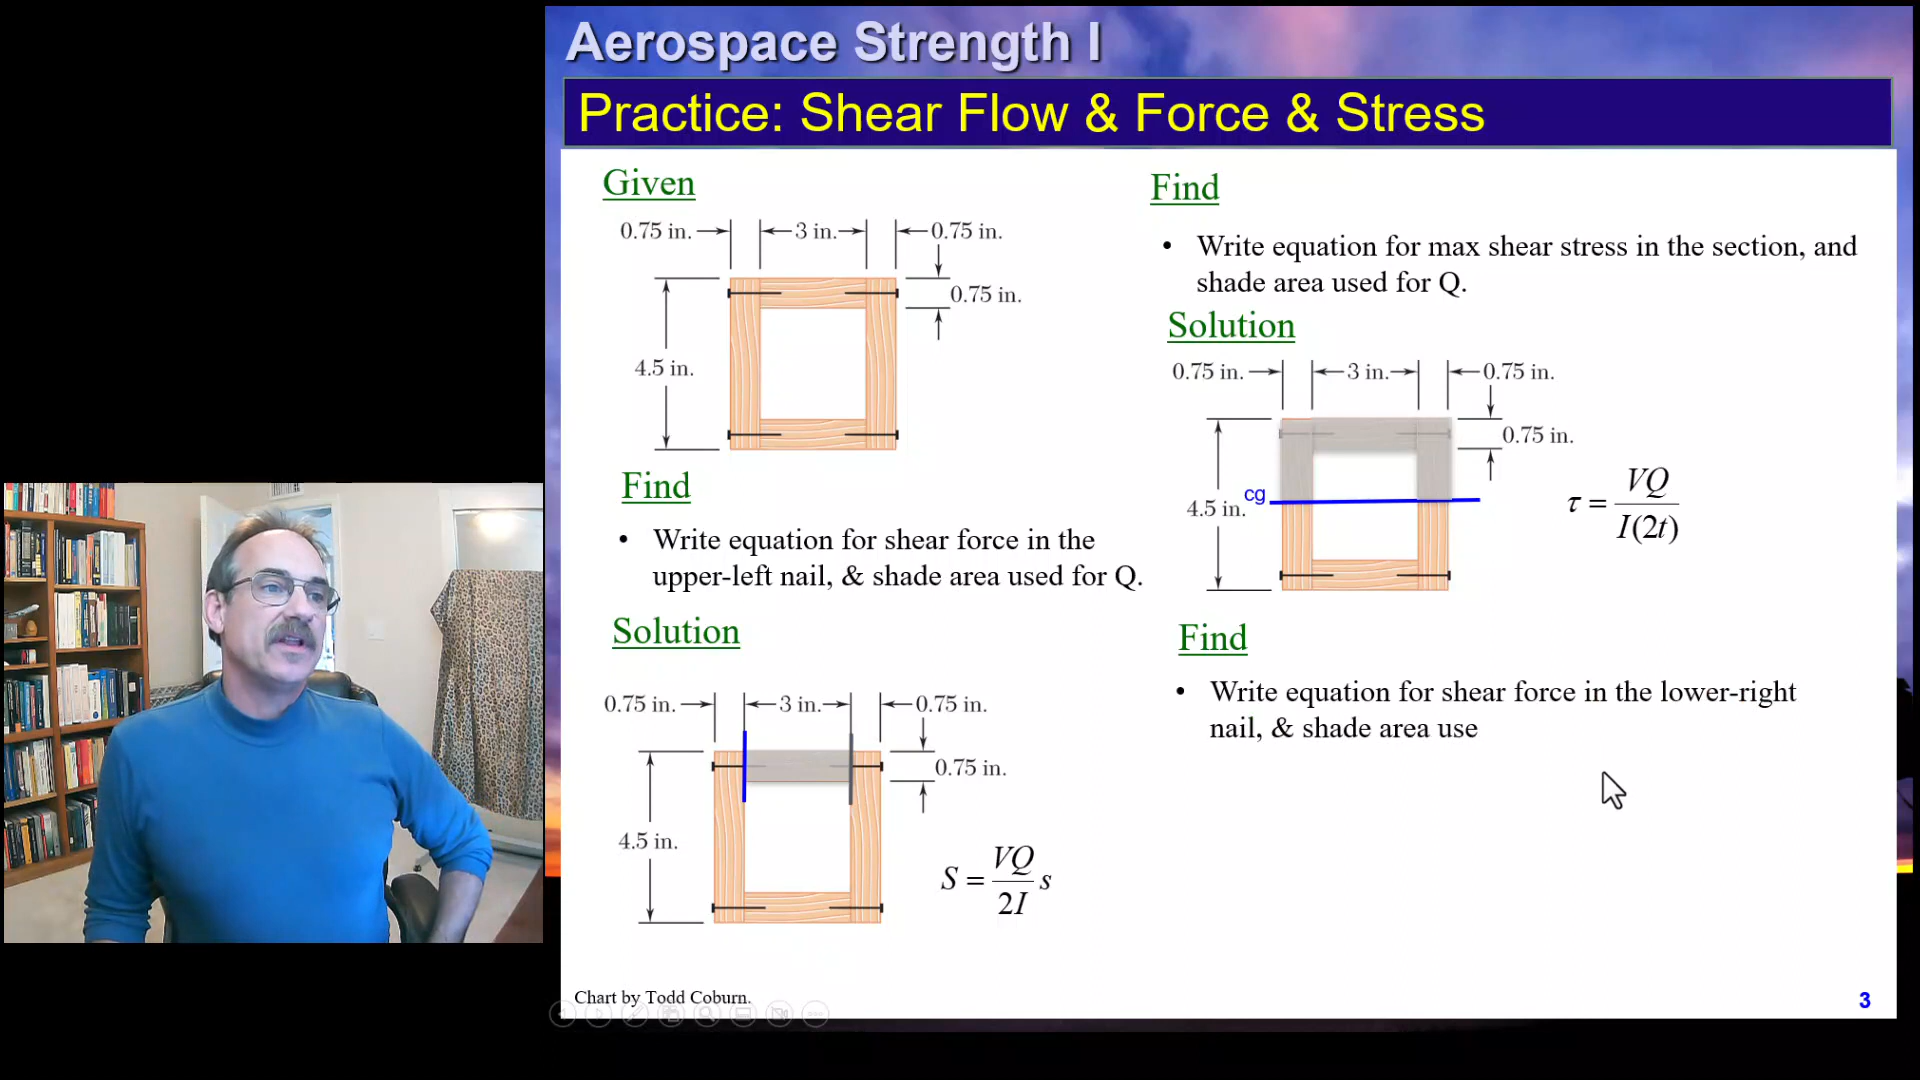 Aerospace Strength I
Practice: Shear Flow & Force & Stress
Given
0.75 in.
3 in.
0.75 in.
0.75 in.
4.5 in.
Find
• Write equation for shear force in the
upper-left nail, & shade area used for Q.
Solution
0.75 in.
3 in.
0.75 in.
0.75 in.
4.5 in.
S = VQ/2I s
Find
• Write equation for max shear stress in the section, and
shade area used for Q.
Solution
0.75 in.
3 in.
0.75 in.
0.75 in.
4.5 in.
cg
τ = VQ/I(2t)
Find
• Write equation for shear force in the lower-right
nail, & shade area use
Chart by Todd Coburn.
3